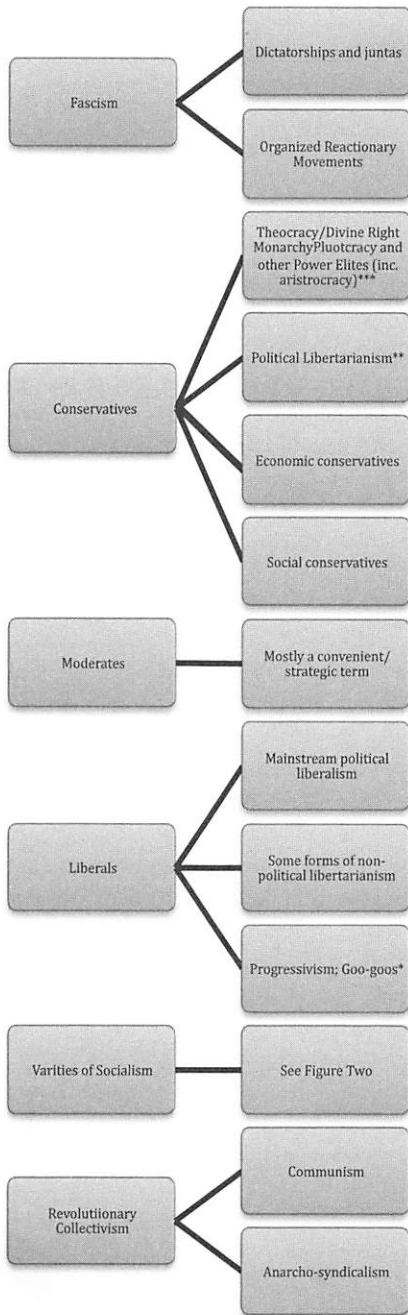 Fascism
Dictatorships and juntas
Organized Reactionary
Movements
Conservatives
Theocracy/Divine Right
MonarchyPluotcracy and
other Power Elites (inc.
aristrocracy)***
Political Libertarianism**
Economic conservatives
Social conservatives
Moderates
Mostly a convenient/
strategic term
Liberals
Mainstream political
liberalism
Some forms of non-
political libertarianism
Progressivism; Goo-goos*
Varities of Socialism
See Figure Two
Revolutiionary
Collectivism
Communism
Anarcho-syndicalism